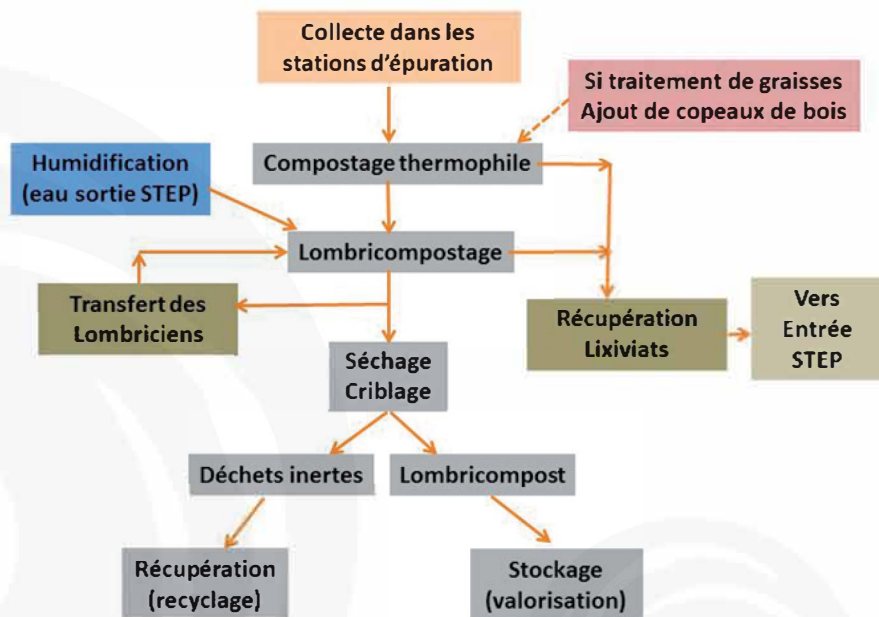 Collecte dans les
stations d'épuration
Si traitement de graisses
Ajout de copeaux de bois
Humidification
(eau sortie STEP)
Compostage thermophile
Lombricompostage
Transfert des
Lombriciens
Récupération
Lixiviats
Vers
Entrée
STEP
Séchage
Criblage
Déchets inertes
Lombricompost
Récupération
(recyclage)
Stockage
(valorisation)